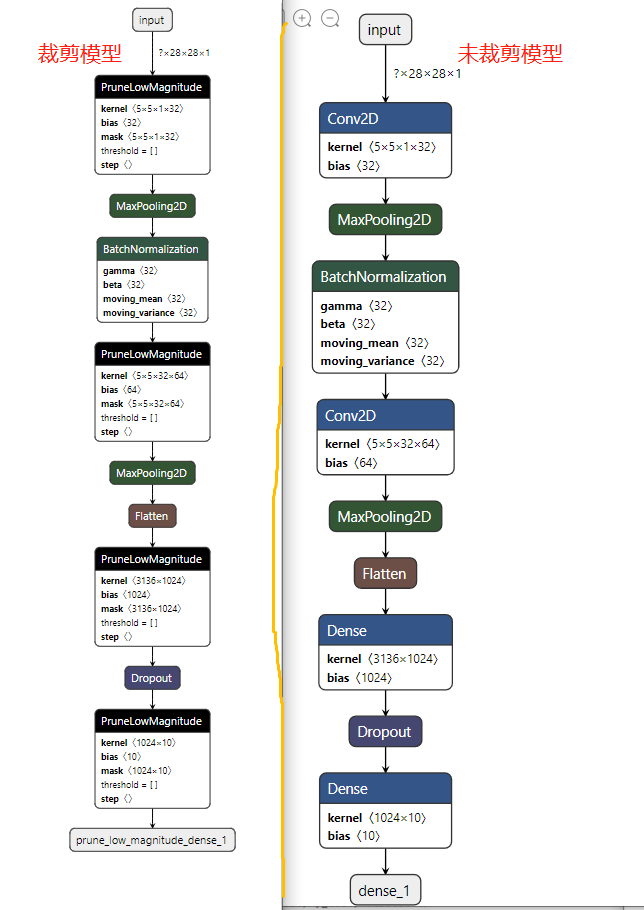 裁剪模型
input
?×28×28×1
PruneLowMagnitude
kernel〈5×5×1×32〉
bias〈32〉
mask〈5×5×1×32〉
threshold = [ ]
step〈〉
MaxPooling2D
BatchNormalization
gamma〈32〉
beta〈32〉
moving_mean〈32〉
moving_variance〈32〉
PruneLowMagnitude
kernel〈5×5×32×64〉
bias〈64〉
mask〈5×5×32×64〉
threshold = [ ]
step〈〉
MaxPooling2D
Flatten
PruneLowMagnitude
kernel〈3136×1024〉
bias〈1024〉
mask〈3136×1024〉
threshold = [ ]
step〈〉
Dropout
PruneLowMagnitude
kernel〈1024×10〉
bias〈10〉
mask〈1024×10〉
threshold = [ ]
step〈〉
prune_low_magnitude_dense_1
未裁剪模型
input
?×28×28×1
Conv2D
kernel〈5×5×1×32〉
bias〈32〉
MaxPooling2D
BatchNormalization
gamma〈32〉
beta〈32〉
moving_mean〈32〉
moving_variance〈32〉
Conv2D
kernel〈5×5×32×64〉
bias〈64〉
MaxPooling2D
Flatten
Dense
kernel〈3136×1024〉
bias〈1024〉
Dropout
Dense
kernel〈1024×10〉
bias〈10〉
dense_1